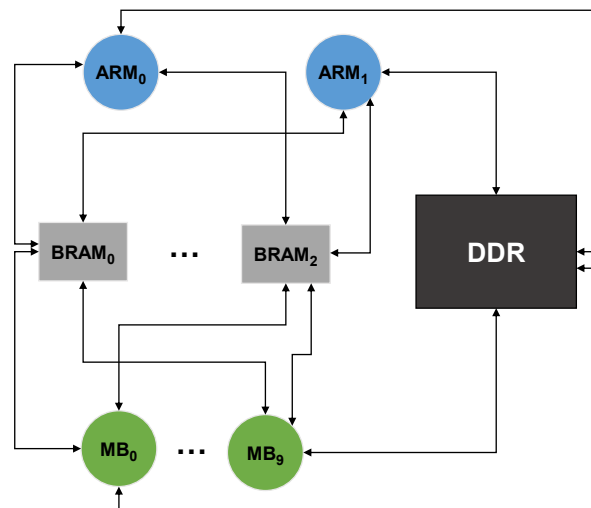 ARM₀
ARM₁
BRAM₀
...
BRAM₂
DDR
MB₀
...
MB₉